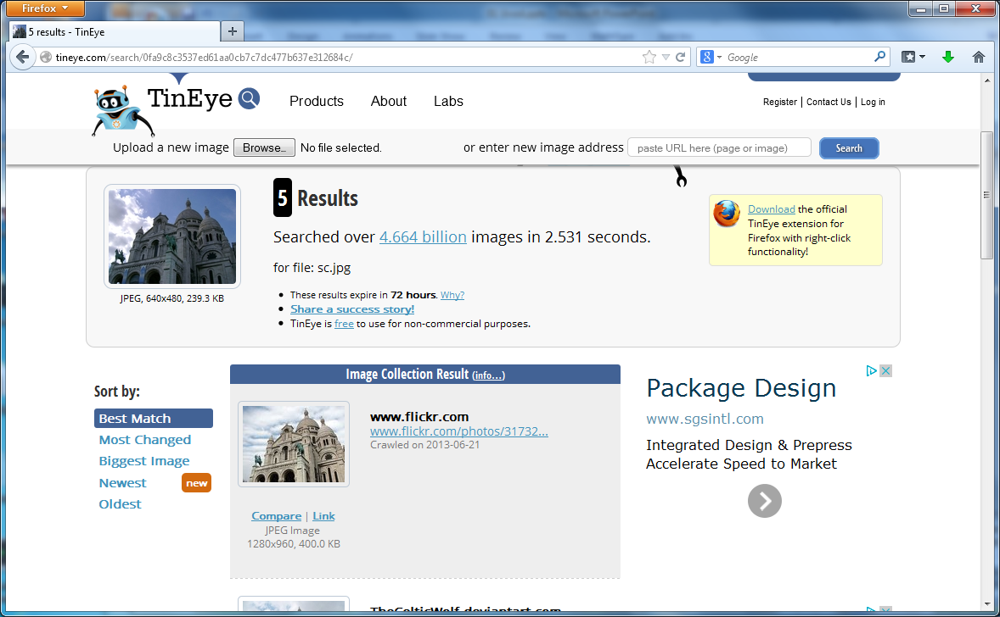 Firefox
5 results - TinEye
tineye.com/search/0fa9c8c3537ed61aa0cb7c7dc477b637e312684c/
Google
TinEye
Products About Labs
Register | Contact Us | Log in
Upload a new image Browse... No file selected.
or enter new image address paste URL here (page or image) Search
5 Results
Searched over 4.664 billion images in 2.531 seconds.
for file: sc.jpg
JPEG, 640x480, 239.3 KB
These results expire in 72 hours. Why?
Share a success story!
TinEye is free to use for non-commercial purposes.
Download the official
TinEye extension for
Firefox with right-click
functionality!
Sort by:
Best Match
Most Changed
Biggest Image
Newest new
Oldest
Image Collection Result (info...)
www.flickr.com
www.flickr.com/photos/31732...
Crawled on 2013-06-21
Compare | Link
JPEG Image
1280x960, 400.0 KB
TheCelticWolf.deviantart.com
Package Design
www.sgsintl.com
Integrated Design & Prepress
Accelerate Speed to Market